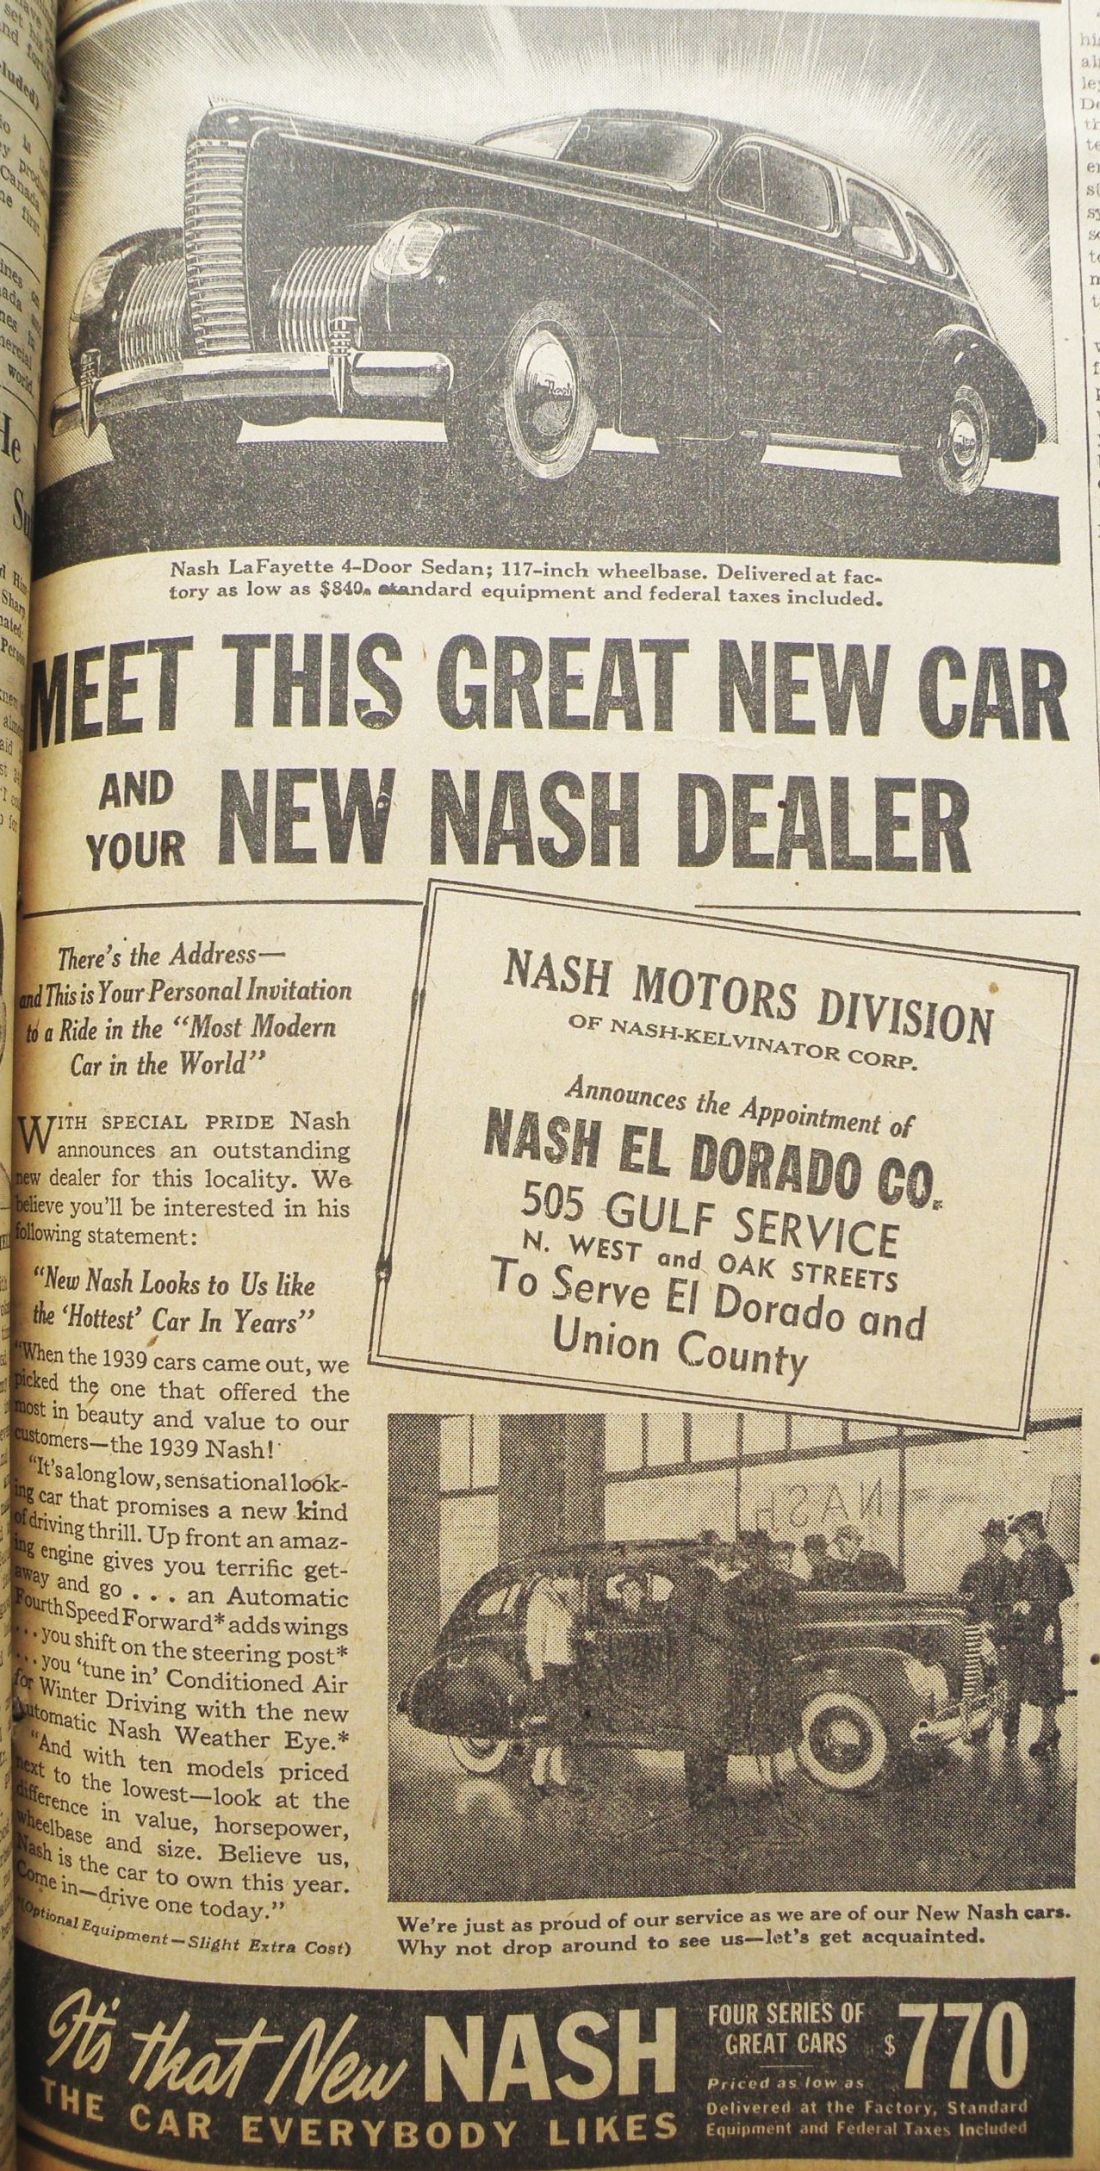 Nash
Nash LaFayette 4-Door Sedan; 117-inch wheelbase. Delivered at fac-
tory as low as $840. standard equipment and federal taxes included.
MEET THIS GREAT NEW CAR
AND YOUR NEW NASH DEALER
There's the Address—
and This is Your Personal Invitation
to a Ride in the "Most Modern
Car in the World"
WITH SPECIAL PRIDE Nash
announces an outstanding
new dealer for this locality. We
believe you'll be interested in his
following statement:
"New Nash Looks to Us like
the 'Hottest' Car In Years"
"When the 1939 cars came out, we
picked the one that offered the
most in beauty and value to our
customers—the 1939 Nash!
"It's a long low, sensational look-
ing car that promises a new kind
of driving thrill. Up front an amaz-
ing engine gives you terrific get-
away and go . . . an Automatic
Fourth Speed Forward* adds wings
. . . you shift on the steering post*
. . . you 'tune in' Conditioned Air
for Winter Driving with the new
Automatic Nash Weather Eye.*
"And with ten models priced
next to the lowest—look at the
difference in value, horsepower,
wheelbase and size. Believe us,
Nash is the car to own this year.
Come in—drive one today."
*(Optional Equipment—Slight Extra Cost)
NASH MOTORS DIVISION
OF NASH-KELVINATOR CORP.
Announces the Appointment of
NASH EL DORADO CO.
505 GULF SERVICE
N. WEST and OAK STREETS
To Serve El Dorado and
Union County
NASH
We're just as proud of our service as we are of our New Nash cars.
Why not drop around to see us—let's get acquainted.
It's that New NASH
THE CAR EVERYBODY LIKES
FOUR SERIES OF
GREAT CARS
Priced as low as
$770
Delivered at the Factory, Standard
Equipment and Federal Taxes Included